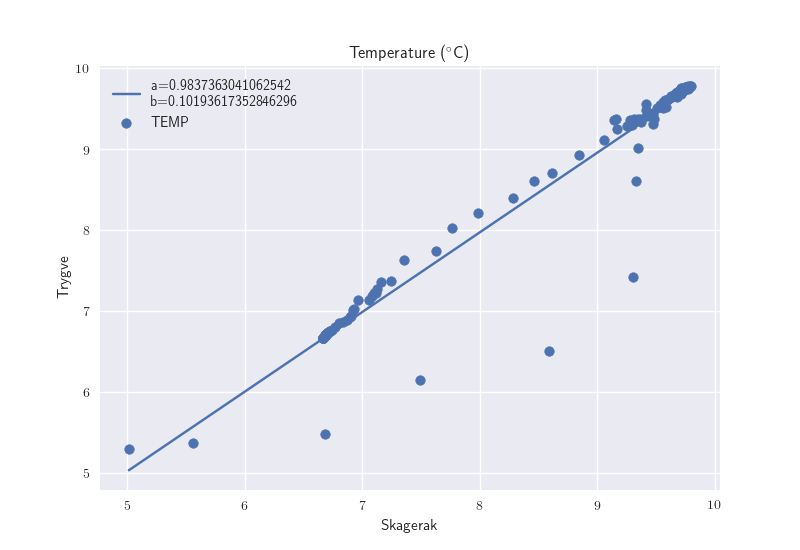 Temperature (°C)
a=0.9837363041062542
b=0.10193617352846296
TEMP
10
9
8
7
6
5
Trygve
5 6 7 8 9 10
Skagerak